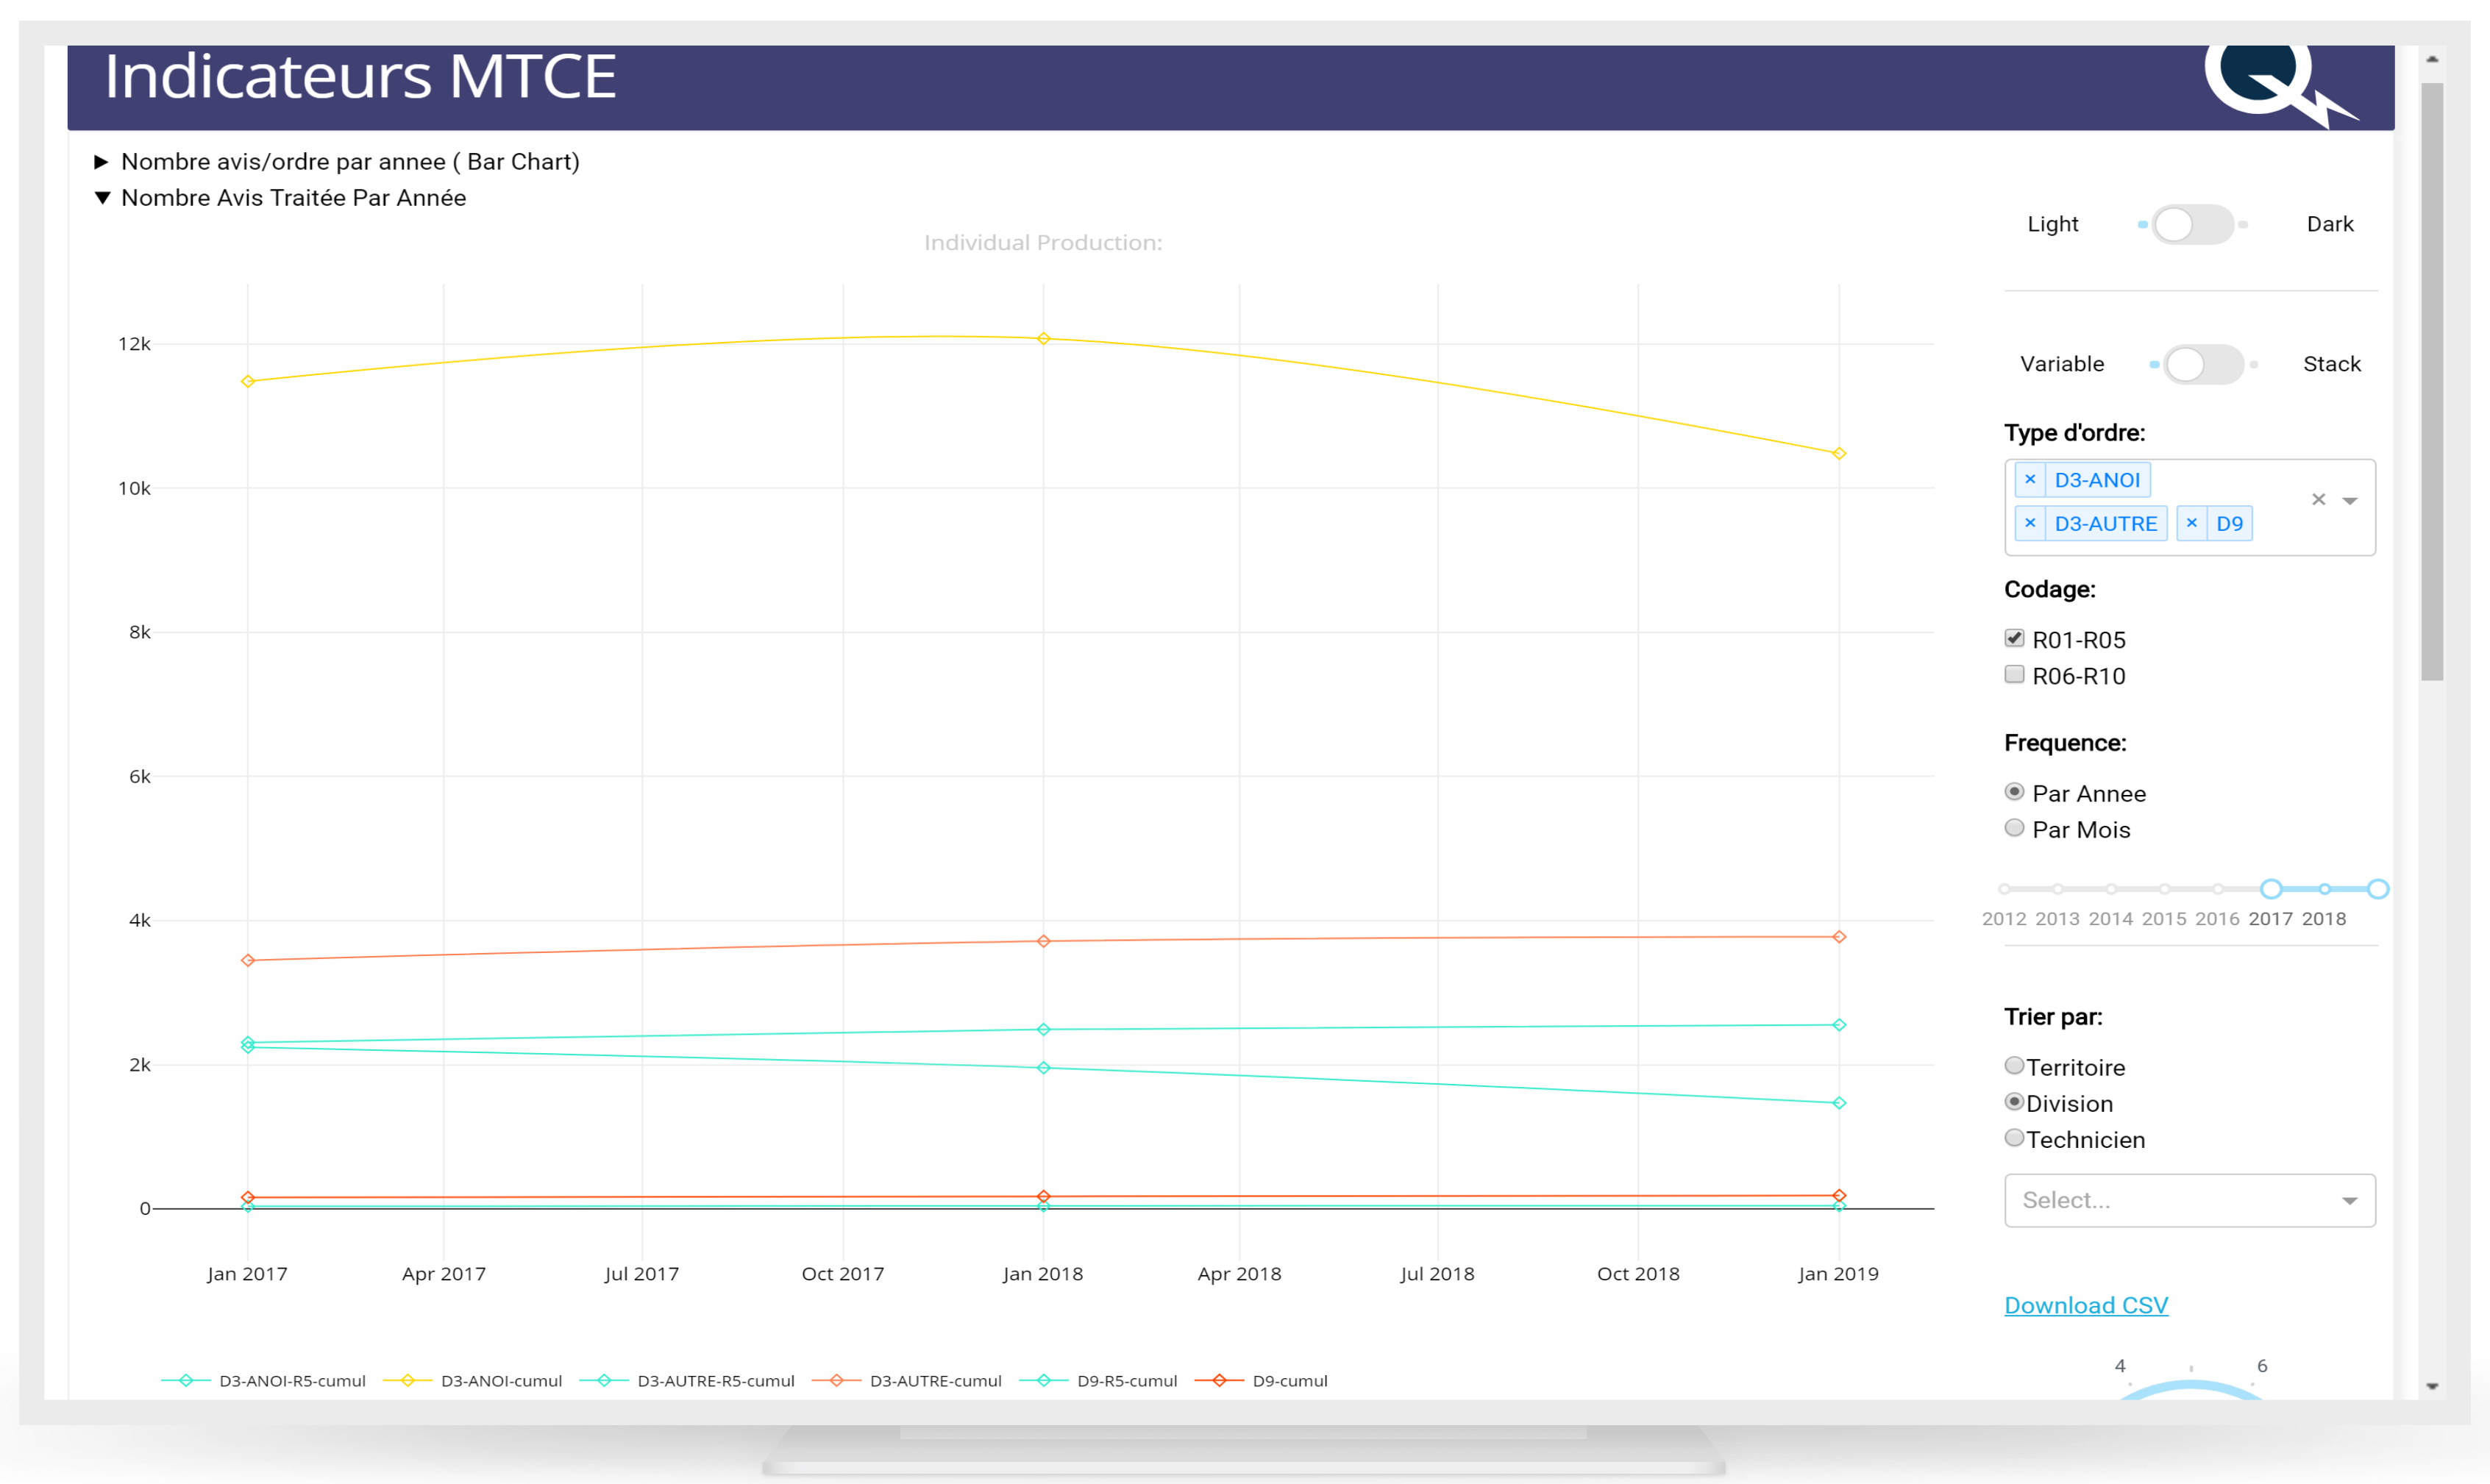 Indicateurs MTCE
► Nombre avis/ordre par annee ( Bar Chart)
▼ Nombre Avis Traitée Par Année
Individual Production:
12k
10k
8k
6k
4k
2k
0
Jan 2017 Apr 2017 Jul 2017 Oct 2017 Jan 2018 Apr 2018 Jul 2018 Oct 2018 Jan 2019
D3-ANOI-R5-cumul D3-ANOI-cumul D3-AUTRE-R5-cumul D3-AUTRE-cumul D9-R5-cumul D9-cumul
Light Dark
Variable Stack
Type d'ordre:
× D3-ANOI
× D3-AUTRE × D9
×
Codage:
R01-R05
R06-R10
Frequence:
Par Annee
Par Mois
2012 2013 2014 2015 2016 2017 2018
Trier par:
Territoire
Division
Technicien
Select...
Download CSV
4 6